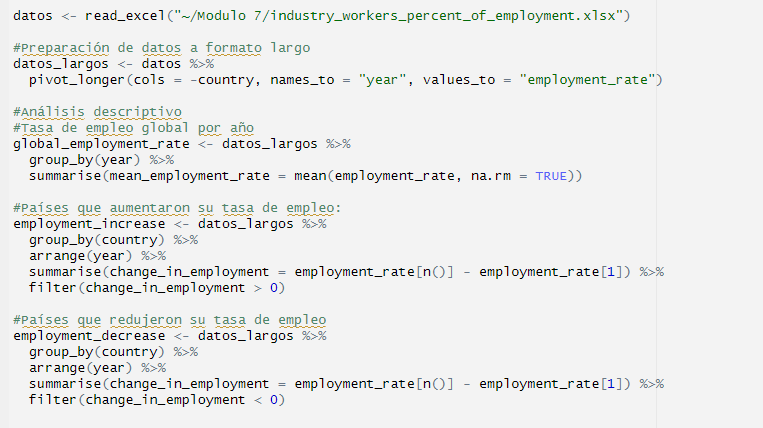 datos <- read_excel("~/Modulo 7/industry_workers_percent_of_employment.xlsx")
#Preparación de datos a formato largo
datos_largos <- datos %>%
  pivot_longer(cols = -country, names_to = "year", values_to = "employment_rate")
#Análisis descriptivo
#Tasa de empleo global por año
global_employment_rate <- datos_largos %>%
  group_by(year) %>%
  summarise(mean_employment_rate = mean(employment_rate, na.rm = TRUE))
#Países que aumentaron su tasa de empleo:
employment_increase <- datos_largos %>%
  group_by(country) %>%
  arrange(year) %>%
  summarise(change_in_employment = employment_rate[n()] - employment_rate[1]) %>%
  filter(change_in_employment > 0)
#Países que redujeron su tasa de empleo
employment_decrease <- datos_largos %>%
  group_by(country) %>%
  arrange(year) %>%
  summarise(change_in_employment = employment_rate[n()] - employment_rate[1]) %>%
  filter(change_in_employment < 0)